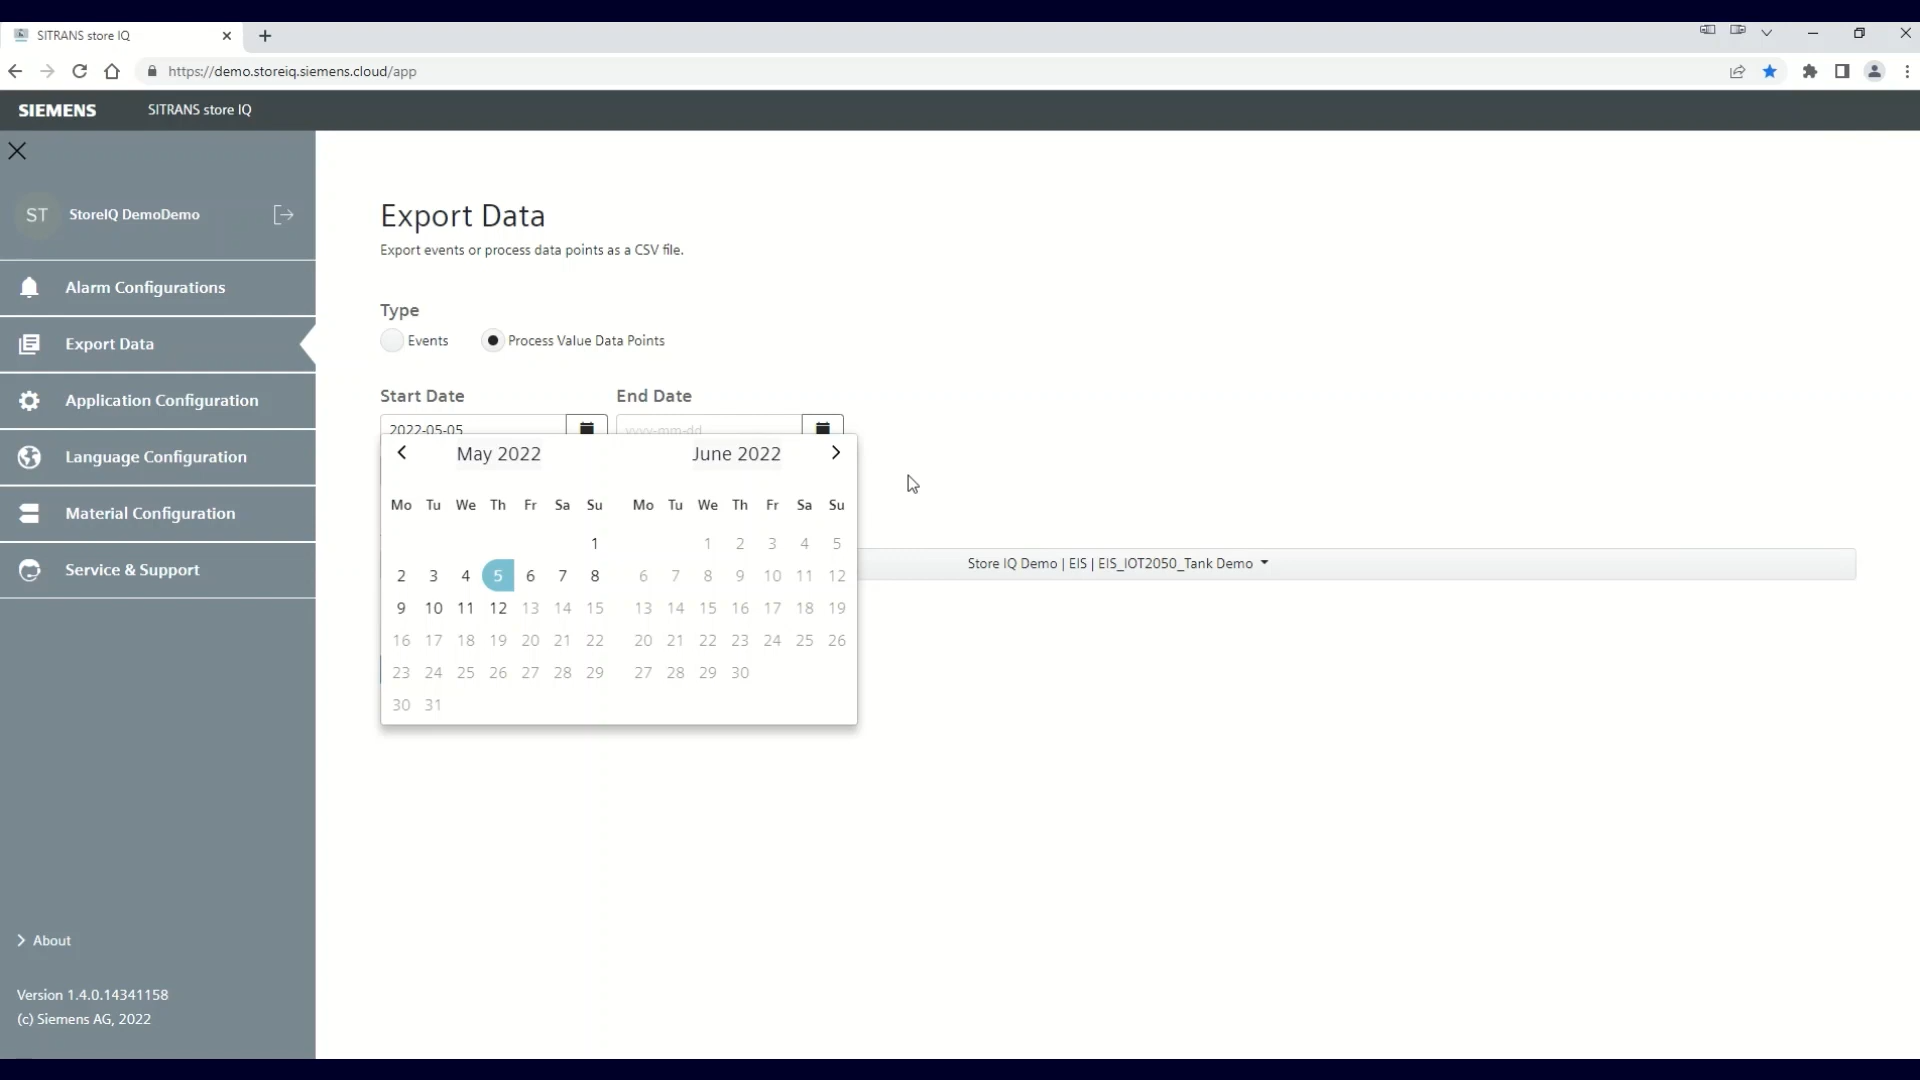 SITRANS store IQ
https://demo.storeiq.siemens.cloud/app
SIEMENS SITRANS store IQ
ST StoreIQ DemoDemo
Alarm Configurations
Export Data
Application Configuration
Language Configuration
Material Configuration
Service & Support
About
Version 1.4.0.14341158
(c) Siemens AG, 2022
Export Data
Export events or process data points as a CSV file.
Type
Events Process Value Data Points
Start Date End Date
2022-05-05 yyyy-mm-dd
May 2022 June 2022
Mo Tu We Th Fr Sa Su Mo Tu We Th Fr Sa Su
1 1 2 3 4 5
2 3 4 5 6 7 8 6 7 8 9 10 11 12
9 10 11 12 13 14 15 13 14 15 16 17 18 19
16 17 18 19 20 21 22 20 21 22 23 24 25 26
23 24 25 26 27 28 29 27 28 29 30
30 31
Store IQ Demo | EIS | EIS_IOT2050_Tank Demo